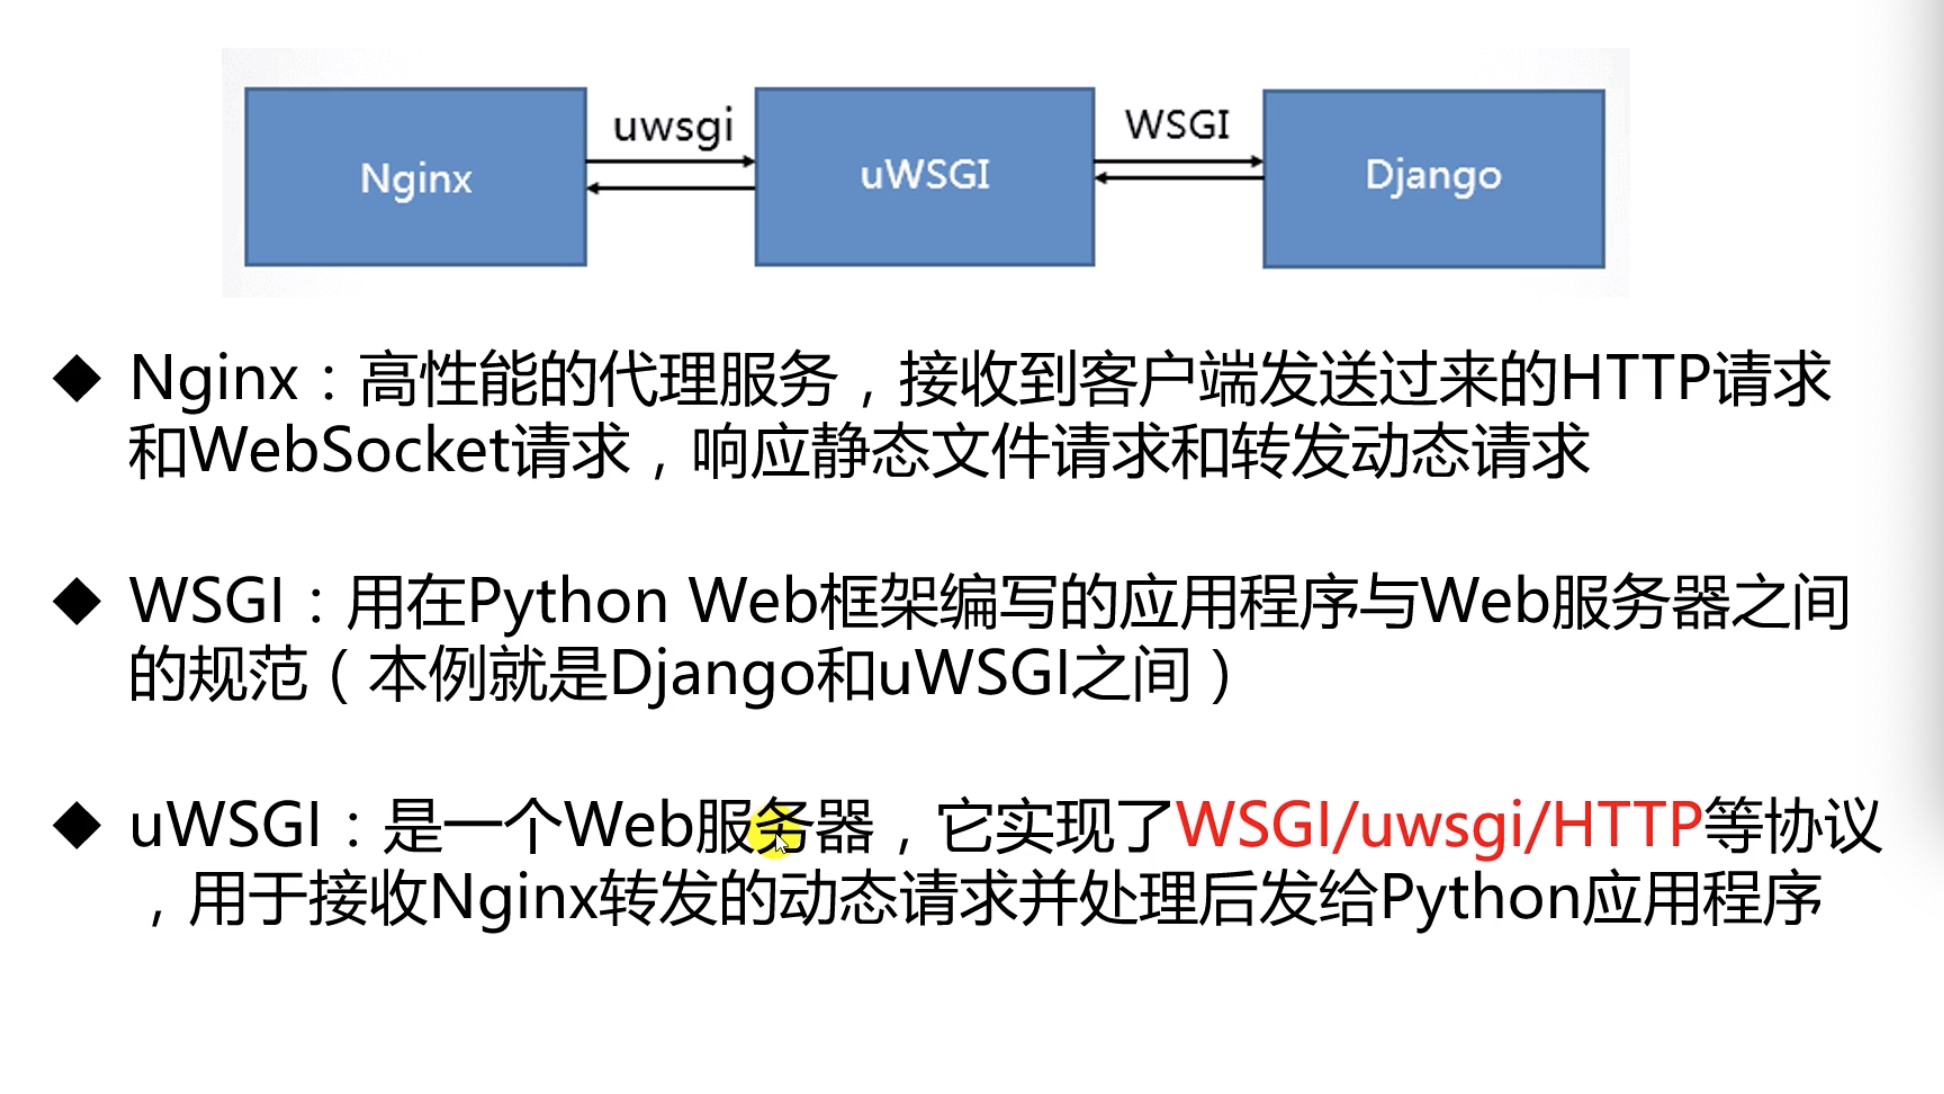 Nginx
uwsgi
uWSGI
WSGI
Django
◆ Nginx：高性能的代理服务，接收到客户端发送过来的HTTP请求
和WebSocket请求，响应静态文件请求和转发动态请求
◆ WSGI：用在Python Web框架编写的应用程序与Web服务器之间
的规范（本例就是Django和uWSGI之间）
◆ uWSGI：是一个Web服务器，它实现了WSGI/uwsgi/HTTP等协议
，用于接收Nginx转发的动态请求并处理后发给Python应用程序